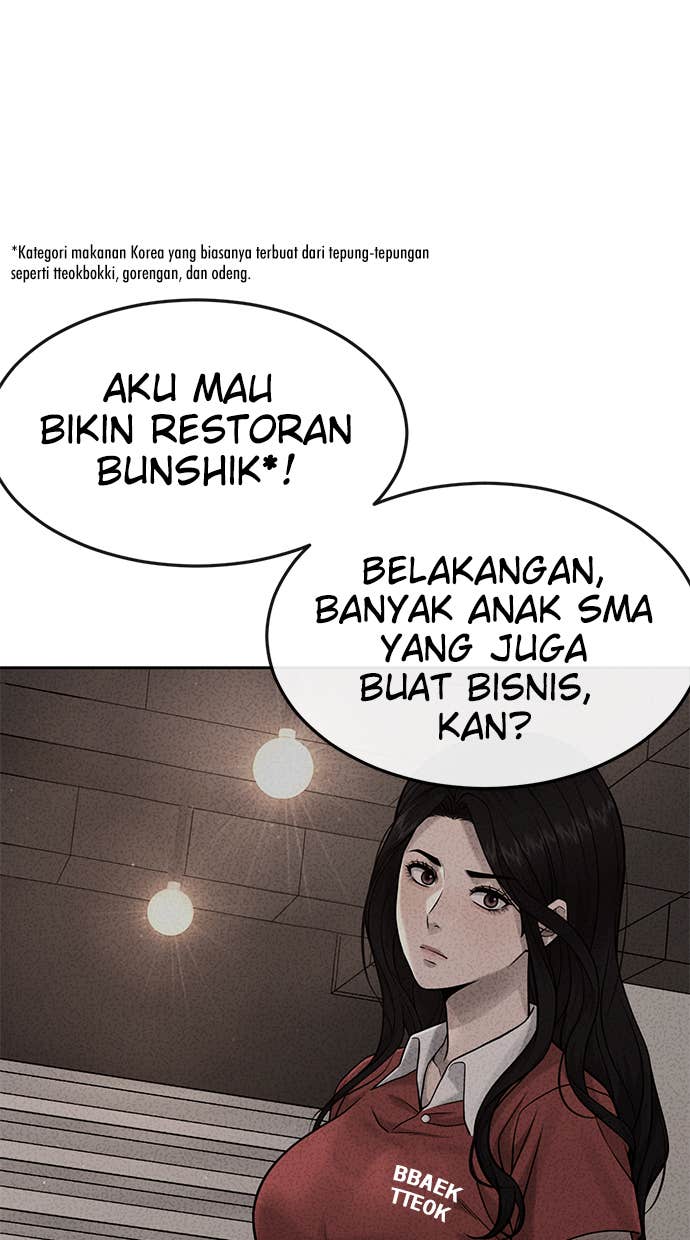 *Kategori makanan Korea yang biasanya terbuat dari tepung-tepungan
seperti tteokbokki, gorengan, dan odeng.
AKU MAU
BIKIN RESTORAN
BUNSHIK*!
BELAKANGAN,
BANYAK ANAK SMA
YANG JUGA
BUAT BISNIS,
KAN?
BBAEK
TTEOK